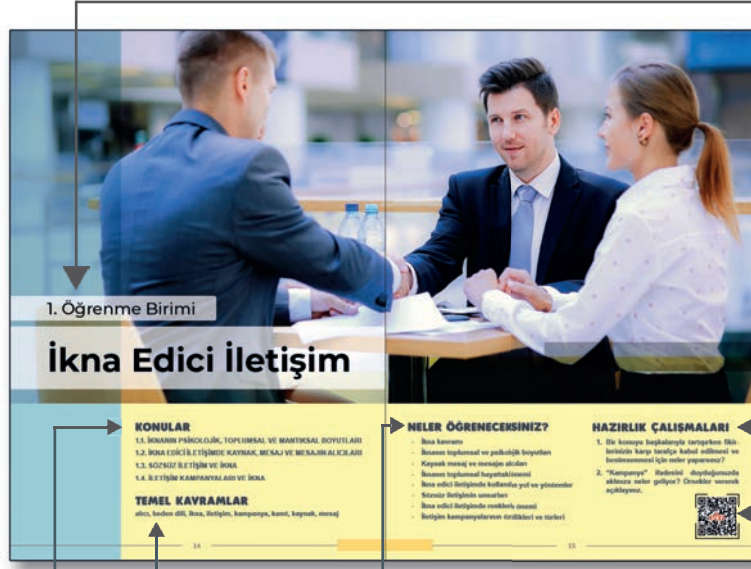 1. Öğrenme Birimi
İkna Edici İletişim
KONULAR
1.1. İKNANIN PSİKOLOJİK, TOPLUMSAL VE MANTIKSAL BOYUTLARI
1.2. İKNA EDİCİ İLETİŞİMDE KAYNAK, MESAJ VE MESAJIN ALICILARI
1.3. SÖZSÜZ İLETİŞİM VE İKNA
1.4. İLETİŞİM KAMPANYALARI VE İKNA
TEMEL KAVRAMLAR
alıcı, beden dili, ikna, iletişim, kampanya, kanıt, kaynak, mesaj
14
NELER ÖĞRENECEKSİNİZ?
- İkna kavramı
- İknanın toplumsal ve psikolojik boyutları
- Kaynak mesaj ve mesajın alıcıları
- İknanın toplumsal hayattaki önemi
- İkna edici iletişimde kullanılan yol ve yöntemler
- Sözsüz iletişimin unsurları
- İkna edici iletişimde renklerin önemi
- İletişim kampanyalarının özellikleri ve türleri
HAZIRLIK ÇALIŞMALARI
1. Bir konuyu başkalarıyla tartışırken fikir-
lerinizin karşı tarafça kabul edilmesi ve
benimsenmesi için neler yaparsınız?
2. "Kampanya" ifadesini duyduğunuzda
aklınıza neler geliyor? Örnekler vererek
açıklayınız.
15